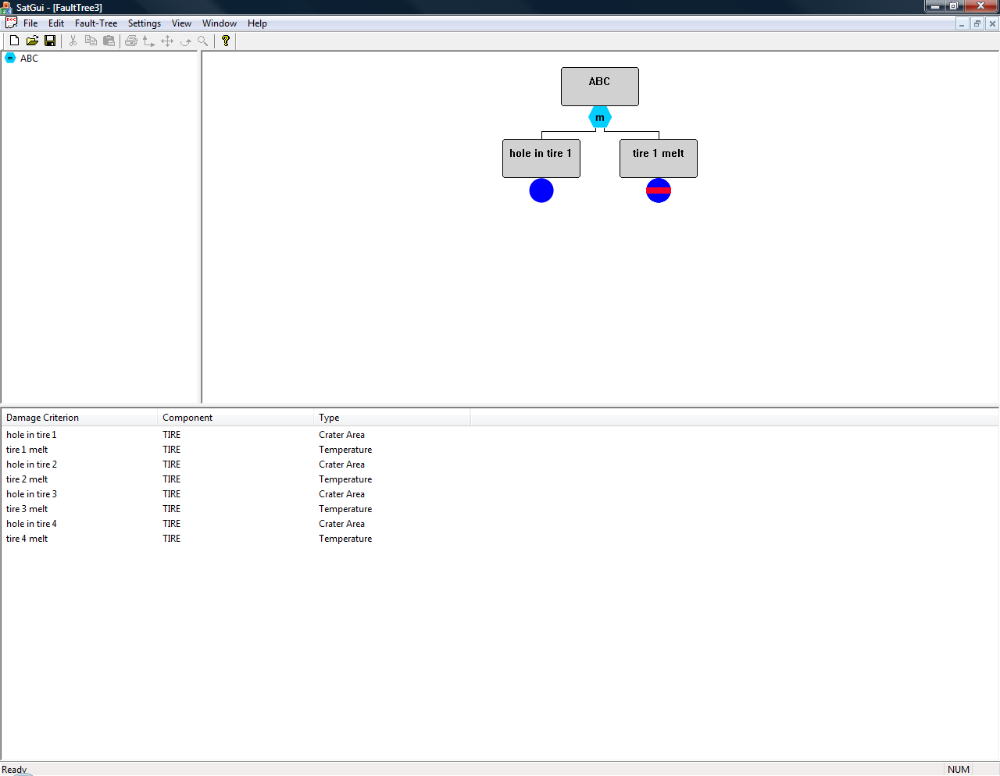 SatGui - [FaultTree3]
File Edit Fault-Tree Settings View Window Help
m ABC
ABC
m
hole in tire 1 tire 1 melt
Damage Criterion Component Type
hole in tire 1 TIRE Crater Area
tire 1 melt TIRE Temperature
hole in tire 2 TIRE Crater Area
tire 2 melt TIRE Temperature
hole in tire 3 TIRE Crater Area
tire 3 melt TIRE Temperature
hole in tire 4 TIRE Crater Area
tire 4 melt TIRE Temperature
Ready NUM